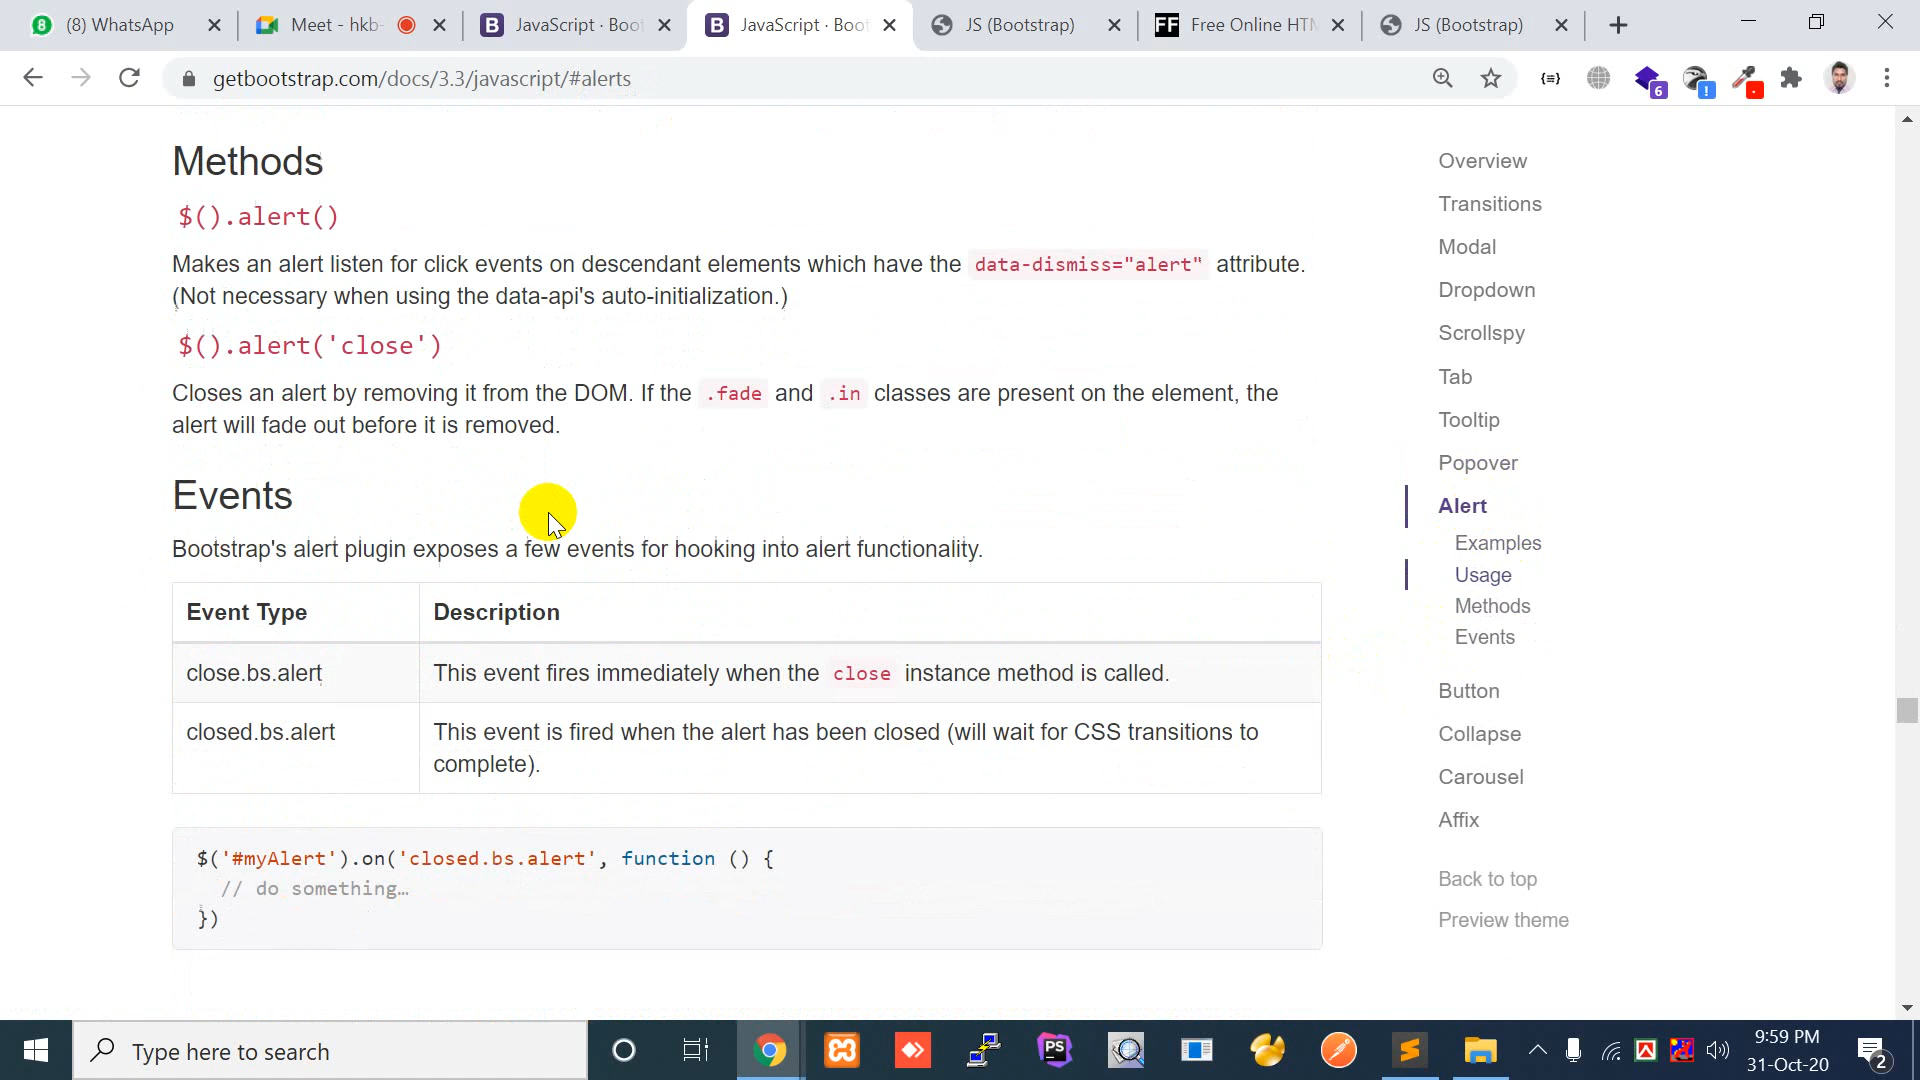 (8) WhatsApp
Meet - hkb-
JavaScript · Boo
JavaScript · Boo
JS (Bootstrap)
Free Online HTM
JS (Bootstrap)
getbootstrap.com/docs/3.3/javascript/#alerts
6
!
Methods
$().alert()
Makes an alert listen for click events on descendant elements which have the data-dismiss="alert" attribute.
(Not necessary when using the data-api's auto-initialization.)
$().alert('close')
Closes an alert by removing it from the DOM. If the .fade and .in classes are present on the element, the
alert will fade out before it is removed.
Events
Bootstrap's alert plugin exposes a few events for hooking into alert functionality.
Event Type Description
close.bs.alert This event fires immediately when the close instance method is called.
closed.bs.alert This event is fired when the alert has been closed (will wait for CSS transitions to
complete).
$('#myAlert').on('closed.bs.alert', function () {
// do something…
})
Overview
Transitions
Modal
Dropdown
Scrollspy
Tab
Tooltip
Popover
Alert
Examples
Usage
Methods
Events
Button
Collapse
Carousel
Affix
Back to top
Preview theme
Type here to search
PS
9:59 PM
31-Oct-20
2